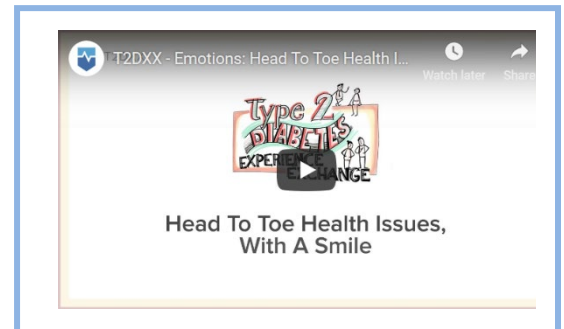 T2DXX - Emotions: Head To Toe Health I...
Watch later
Share
Type 2
DIABETES
EXPERIENCE
EXCHANGE
Head To Toe Health Issues,
With A Smile